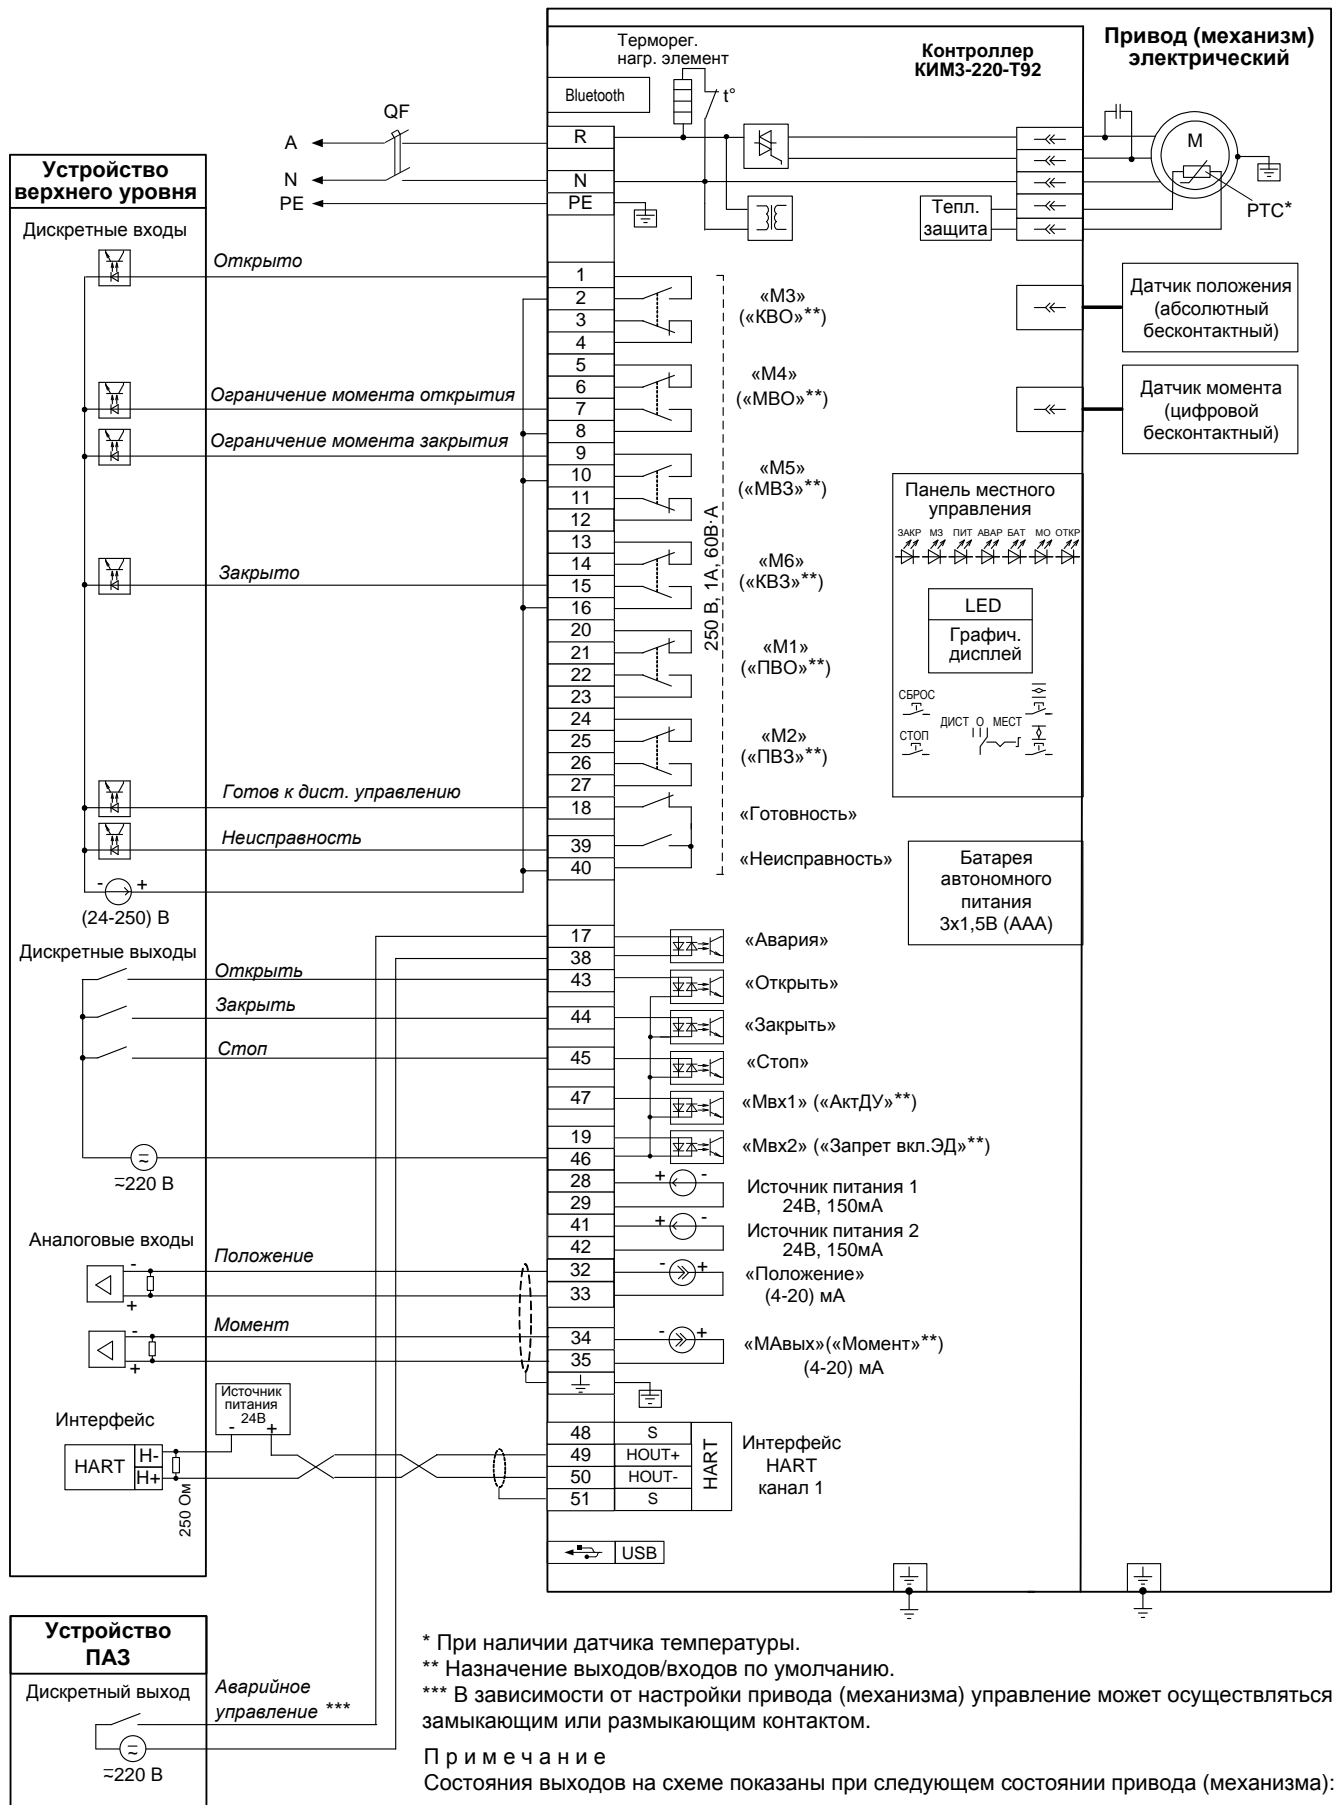 Привод (механизм)
электрический
Контроллер
КИМ3-220-Т92
Терморег.
нагр. элемент
Bluetooth
t°
QF
A
N
PE
R
N
PE
M
PTC*
Тепл.
защита
Устройство
верхнего уровня
Дискретные входы
Открыто
1
2
3
4
«М3»
(«КВО»**)
5
6
7
8
«М4»
(«МВО»**)
Ограничение момента открытия
Ограничение момента закрытия
9
10
11
12
«М5»
(«МВЗ»**)
13
14
15
16
«М6»
(«КВЗ»**)
Закрыто
20
21
22
23
«М1»
(«ПВО»**)
24
25
26
27
«М2»
(«ПВЗ»**)
250 В, 1А, 60В·А
Готов к дист. управлению
18
«Готовность»
Неисправность
39
40
«Неисправность»
- +
(24-250) В
Датчик положения
(абсолютный
бесконтактный)
Датчик момента
(цифровой
бесконтактный)
Панель местного
управления
ЗАКР МЗ ПИТ АВАР БАТ МО ОТКР
LED
Графич.
дисплей
СБРОС
СТОП
ДИСТ О МЕСТ
Батарея
автономного
питания
3х1,5В (ААА)
Дискретные выходы
17
38
«Авария»
Открыть
43
«Открыть»
Закрыть
44
«Закрыть»
Стоп
45
«Стоп»
47
«Мвх1» («АктДУ»**)
19
46
«Мвх2» («Запрет вкл.ЭД»**)
≂220 В
28
29
+ -
Источник питания 1
24В, 150мА
41
42
+ -
Источник питания 2
24В, 150мА
Аналоговые входы
Положение
-
+
32
33
- +
«Положение»
(4-20) мА
Момент
-
+
34
35
- +
«МАвых»(«Момент»**)
(4-20) мА
Источник
питания
24В
- +
Интерфейс
HART
H-
H+
250 Ом
48
49
50
51
S
HOUT+
HOUT-
S
HART
Интерфейс
HART
канал 1
USB
Устройство
ПАЗ
Дискретный выход
Аварийное
управление ***
≂220 В
* При наличии датчика температуры.
** Назначение выходов/входов по умолчанию.
*** В зависимости от настройки привода (механизма) управление может осуществляться
замыкающим или размыкающим контактом.
Примечание
Состояния выходов на схеме показаны при следующем состоянии привода (механизма):